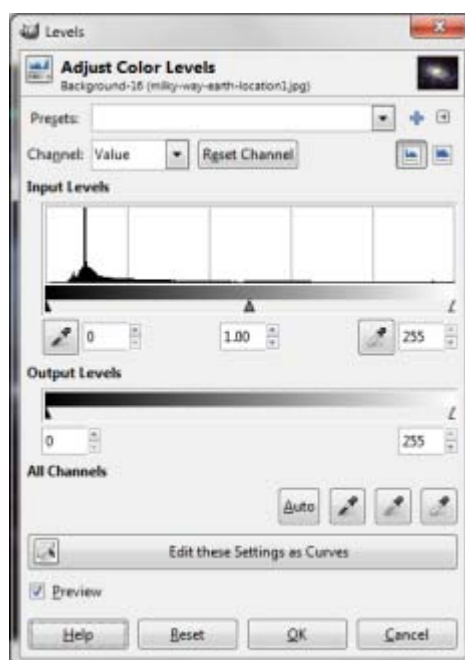 Levels
Adjust Color Levels
Background-16 (milky-way-earth-location1.jpg)
Presets:
Channel: Value Reset Channel
Input Levels
0 1.00 255
Output Levels
0 255
All Channels
Auto
Edit these Settings as Curves
Preview
Help Reset OK Cancel